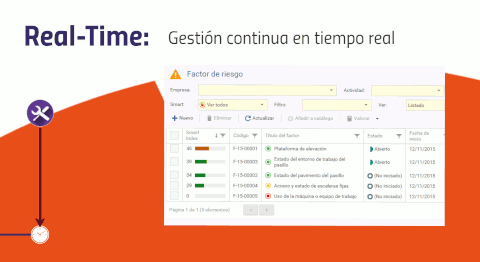 Real-Time: Gestión continua en tiempo real
Factor de riesgo
Empresa: Actividad:
Smart: Ver todos Filtro: Ver: Listado
Nuevo Eliminar Actualizar Añadir a catálogo Valorar
Smart Index Código Título del factor Estado Fecha de inicio
46 F-15-00001 Plataforma de elevación Abierto 12/11/2015
39 F-15-00003 Estado del entorno de trabajo del pasillo Abierto 12/11/2015
34 F-15-00002 Estado del pavimento del pasillo (No iniciado) 12/11/2015
29 F-15-00004 Acceso y estado de escaleras fijas (No iniciado) 12/11/2015
0 F-15-00005 Uso de la máquina o equipo de trabajo (No iniciado) 12/11/2015
Página 1 de 1 (5 elementos)